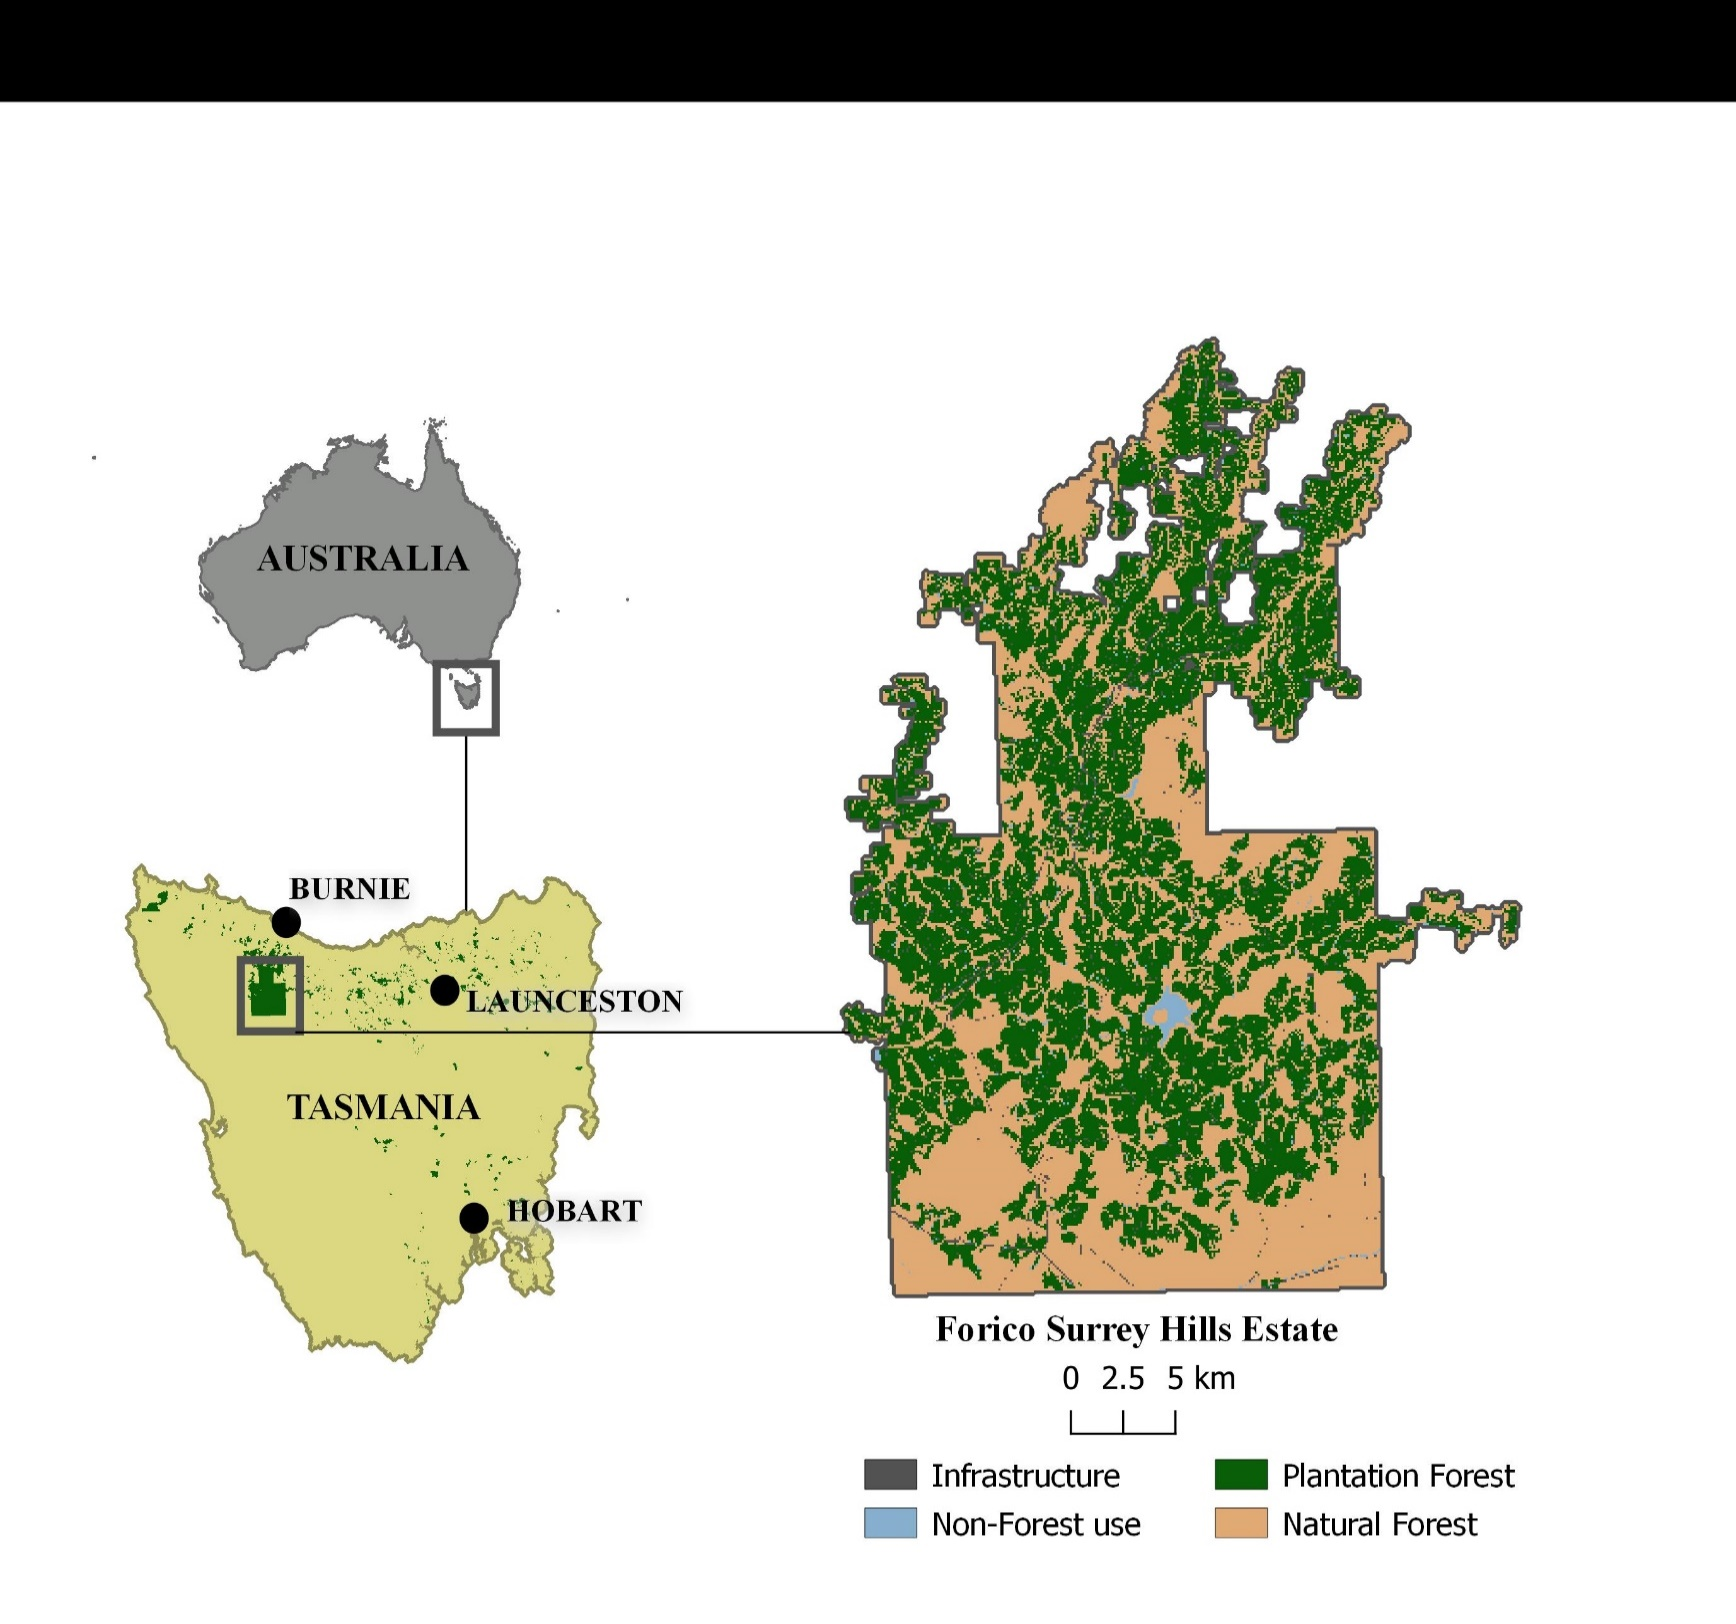 AUSTRALIA
BURNIE
LAUNCESTON
TASMANIA
HOBART
Forico Surrey Hills Estate
0 2.5 5 km
Infrastructure
Plantation Forest
Non-Forest use
Natural Forest